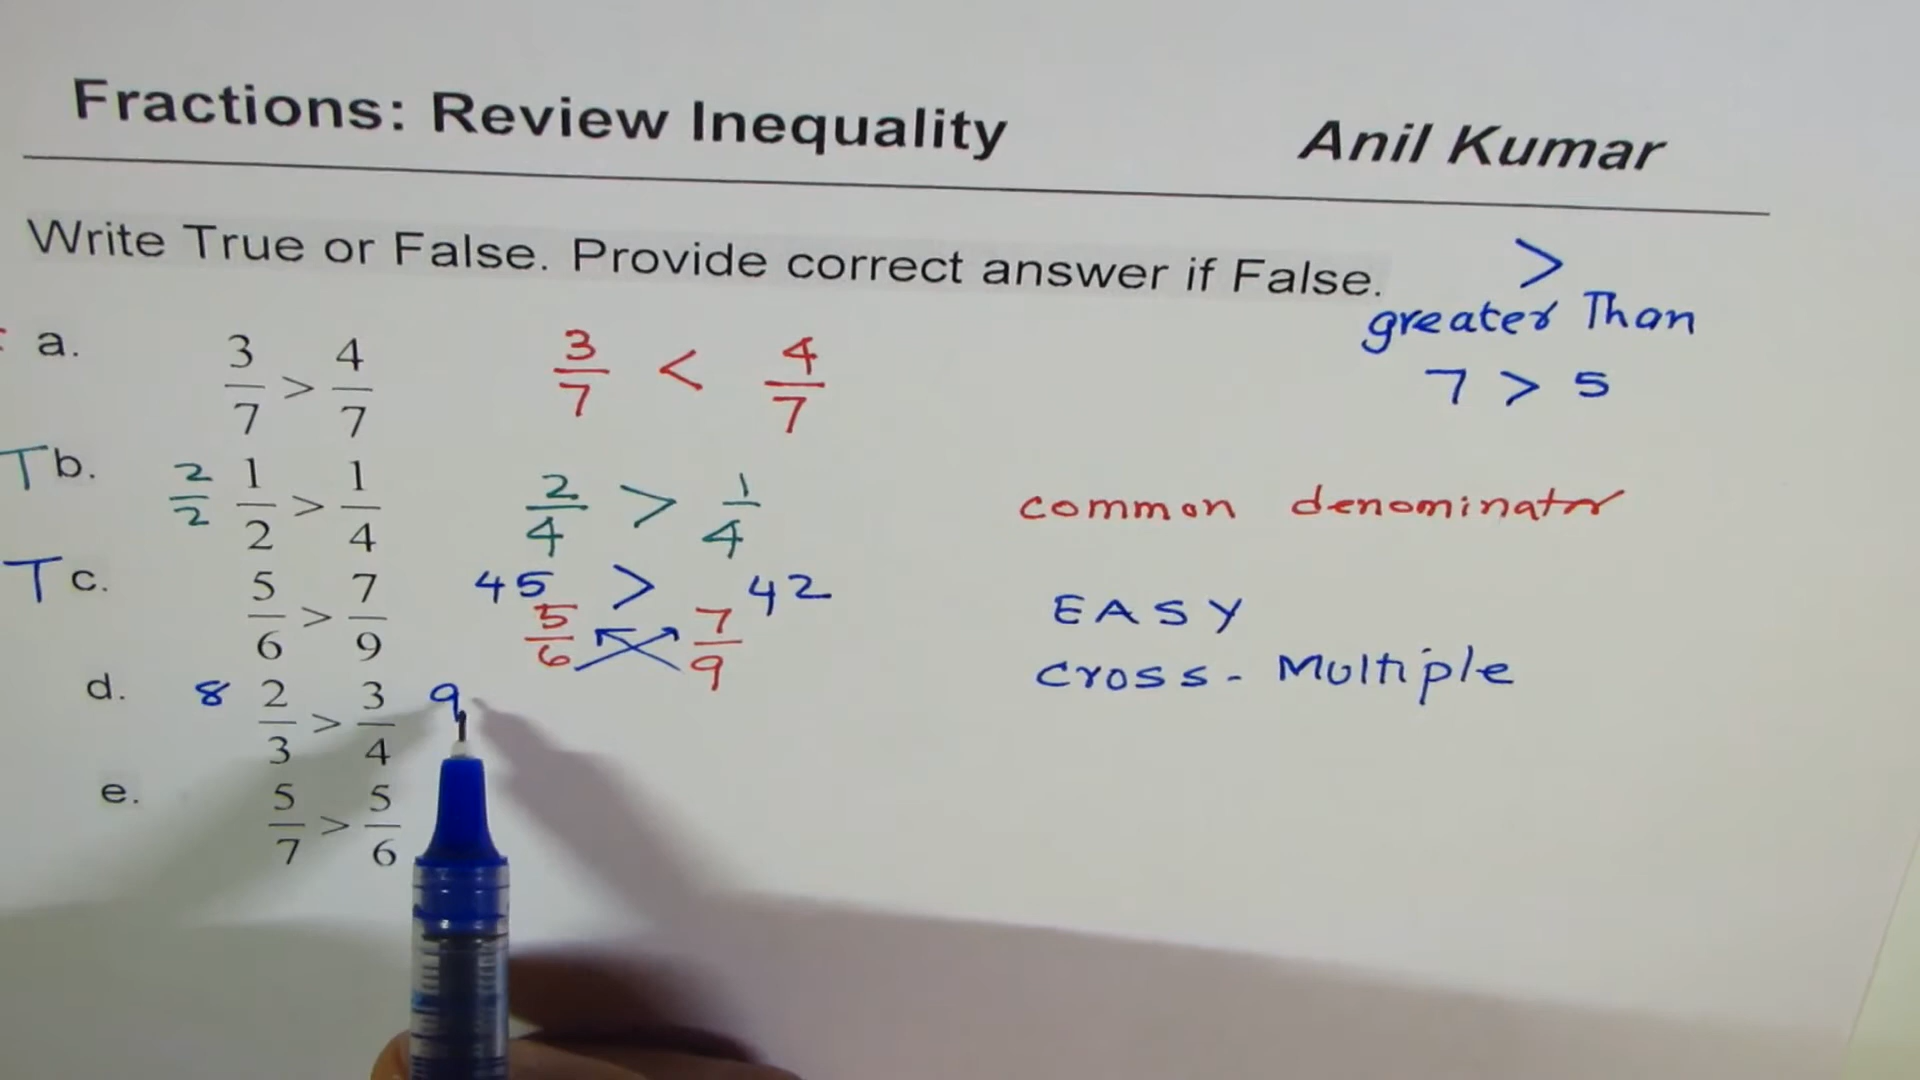 Fractions: Review Inequality Anil Kumar
Write True or False. Provide correct answer if False. >
greater Than
7 > 5
a. 3/7 > 4/7 3/7 < 4/7
T b. 2/2 1/2 > 1/4 2/4 > 1/4 common denominator
T c. 5/6 > 7/9 45 > 42 5/6 7/9 EASY
cross - Multiple
d. 8 2/3 > 3/4 9
e. 5/7 > 5/6